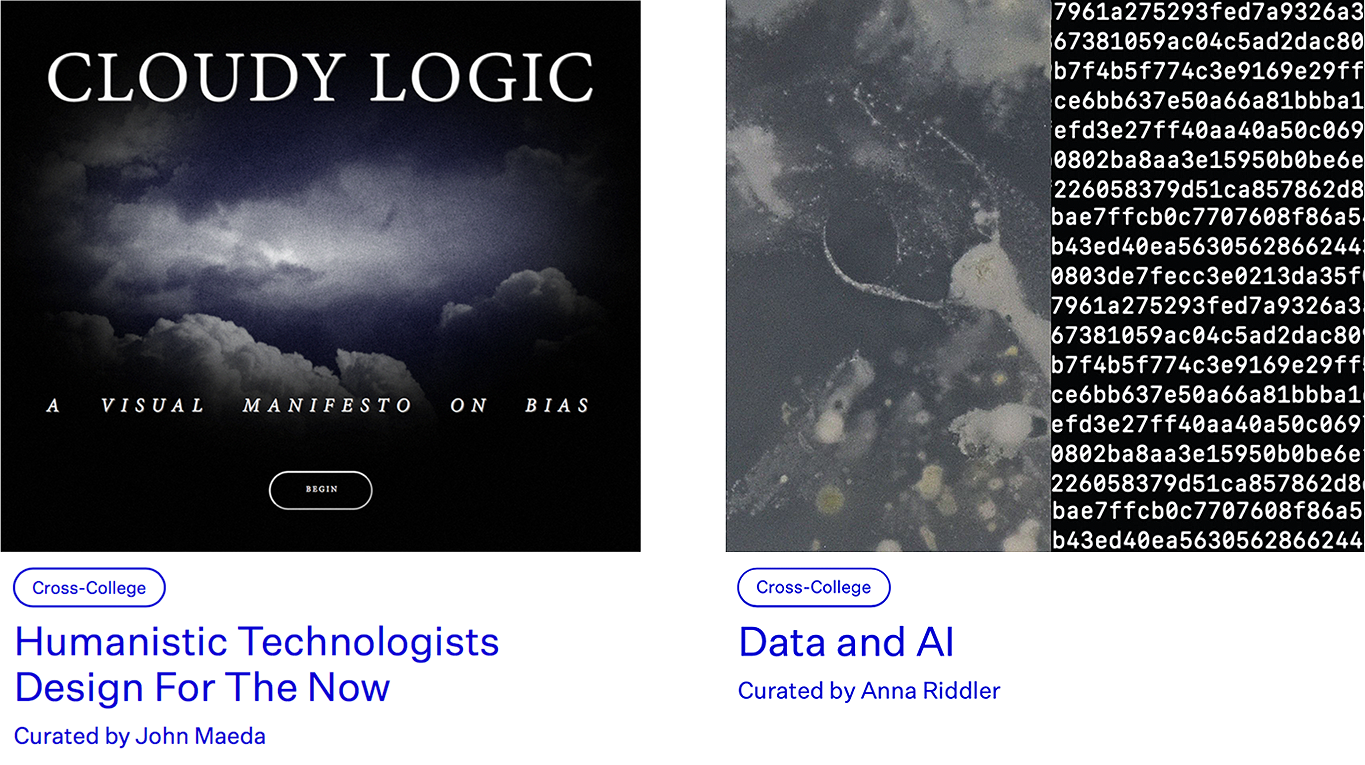 CLOUDY LOGIC
A VISUAL MANIFESTO ON BIAS
BEGIN
Cross-College
Humanistic Technologists
Design For The Now
Curated by John Maeda
7961a275293fed7a9326a3
67381059ac04c5ad2dac80
b7f4b5f774c3e9169e29ff
ce6bb637e50a66a81bbba1
efd3e27ff40aa40a50c069
0802ba8aa3e15950b0be6e
226058379d51ca857862d8
bae7ffcb0c7707608f86a5
b43ed40ea5630562866244
0803de7fecc3e0213da35f
7961a275293fed7a9326a3
67381059ac04c5ad2dac80
b7f4b5f774c3e9169e29ff
ce6bb637e50a66a81bbba1
efd3e27ff40aa40a50c069
0802ba8aa3e15950b0be6e
226058379d51ca857862d8
bae7ffcb0c7707608f86a5
b43ed40ea5630562866244
Cross-College
Data and AI
Curated by Anna Riddler